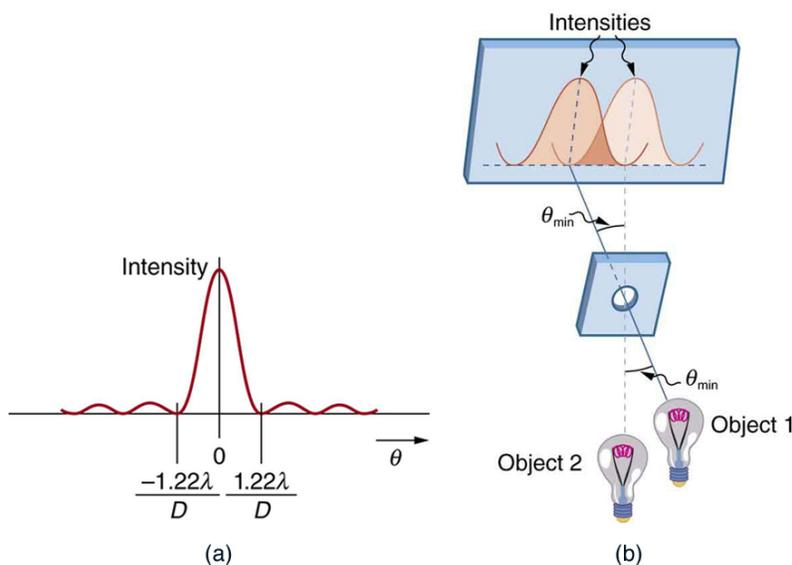 Intensity
0
θ
−1.22λ
D
1.22λ
D
(a)
Intensities
θmin
θmin
Object 1
Object 2
(b)